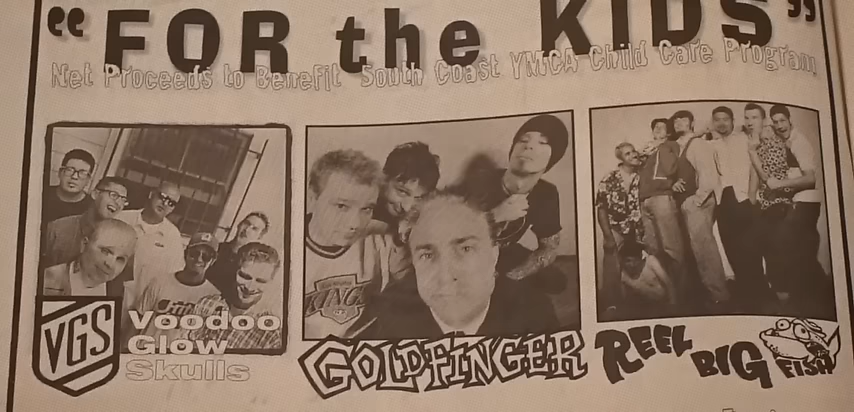 "FOR the KIDS"
Net Proceeds to Benefit South Coast YMCA Child Care Program
KINGS
VGS
Voodoo
Glow
Skulls
GOLDFINGER
REEL BIG FISH